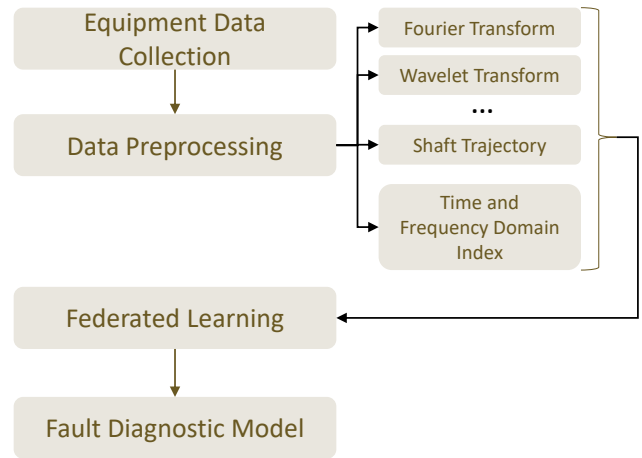 Equipment Data
Collection
Data Preprocessing
Fourier Transform
Wavelet Transform
...
Shaft Trajectory
Time and
Frequency Domain
Index
Federated Learning
Fault Diagnostic Model